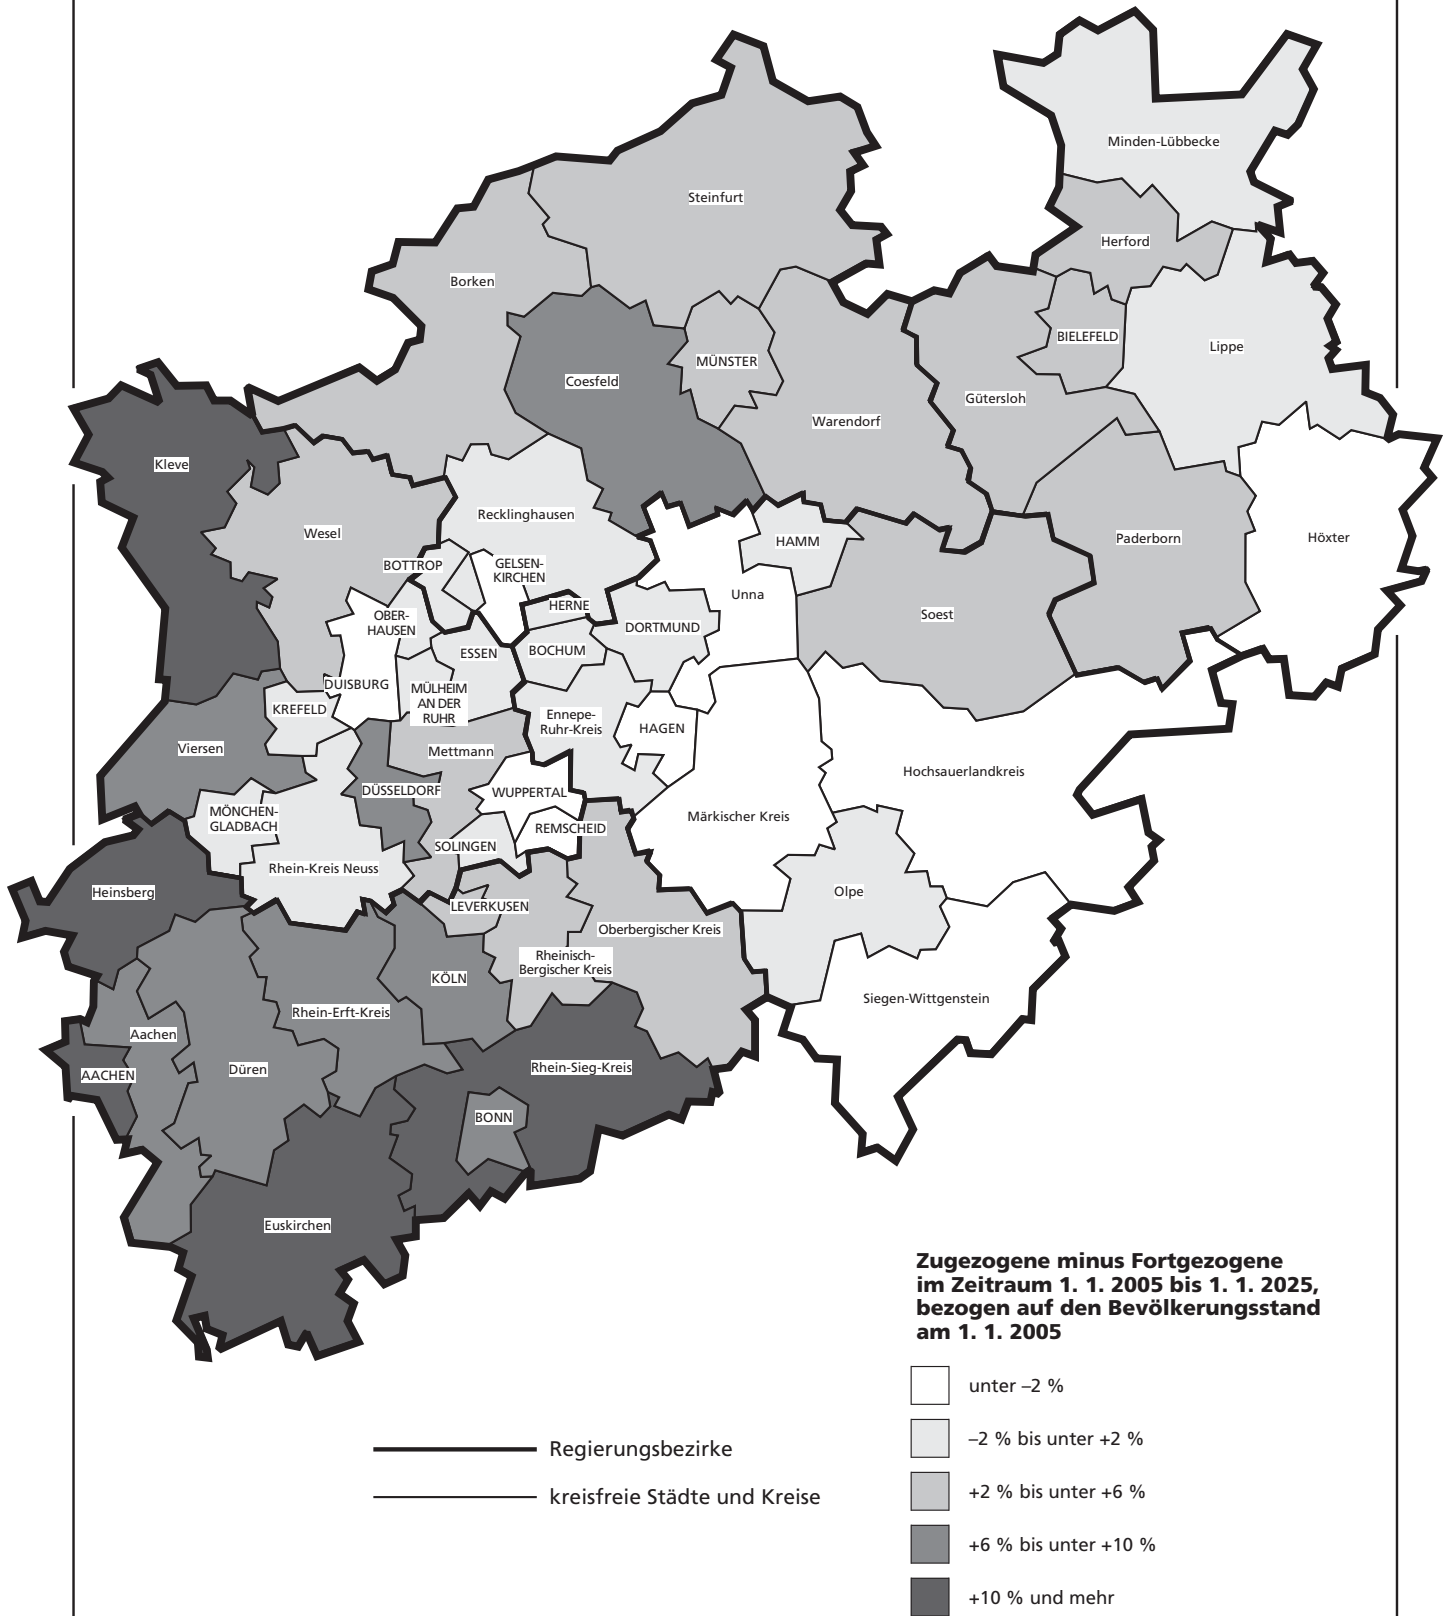 Minden-Lübbecke
Steinfurt
Herford
Borken
BIELEFELD
Lippe
MÜNSTER
Coesfeld
Gütersloh
Warendorf
Kleve
Recklinghausen
Wesel
HAMM
Paderborn
Höxter
BOTTROP
GELSEN-
KIRCHEN
Unna
HERNE
Soest
OBER-
HAUSEN
DORTMUND
ESSEN
BOCHUM
DUISBURG
MÜLHEIM
AN DER
RUHR
KREFELD
Ennepe-
Ruhr-Kreis
HAGEN
Viersen
Mettmann
Hochsauerlandkreis
DÜSSELDORF
WUPPERTAL
MÖNCHEN-
GLADBACH
Märkischer Kreis
REMSCHEID
SOLINGEN
Rhein-Kreis Neuss
Heinsberg
Olpe
LEVERKUSEN
Oberbergischer Kreis
Rheinisch-
Bergischer Kreis
KÖLN
Siegen-Wittgenstein
Rhein-Erft-Kreis
Aachen
Düren
Rhein-Sieg-Kreis
AACHEN
BONN
Euskirchen
Zugezogene minus Fortgezogene
im Zeitraum 1. 1. 2005 bis 1. 1. 2025,
bezogen auf den Bevölkerungsstand
am 1. 1. 2005
unter –2 %
–2 % bis unter +2 %
+2 % bis unter +6 %
+6 % bis unter +10 %
+10 % und mehr
Regierungsbezirke
kreisfreie Städte und Kreise